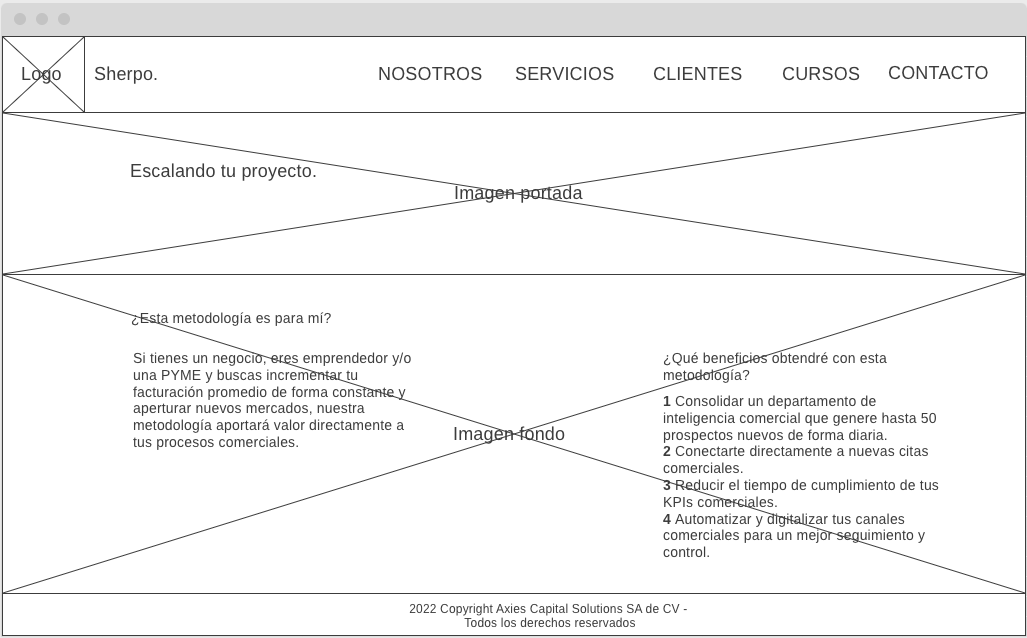 Logo
Sherpo.
NOSOTROS
SERVICIOS
CLIENTES
CURSOS
CONTACTO
Escalando tu proyecto.
Imagen portada
¿Esta metodología es para mí?
Si tienes un negocio, eres emprendedor y/o
una PYME y buscas incrementar tu
facturación promedio de forma constante y
aperturar nuevos mercados, nuestra
metodología aportará valor directamente a
tus procesos comerciales.
Imagen fondo
¿Qué beneficios obtendré con esta
metodología?
1 Consolidar un departamento de
inteligencia comercial que genere hasta 50
prospectos nuevos de forma diaria.
2 Conectarte directamente a nuevas citas
comerciales.
3 Reducir el tiempo de cumplimiento de tus
KPIs comerciales.
4 Automatizar y digitalizar tus canales
comerciales para un mejor seguimiento y
control.
2022 Copyright Axies Capital Solutions SA de CV -
Todos los derechos reservados